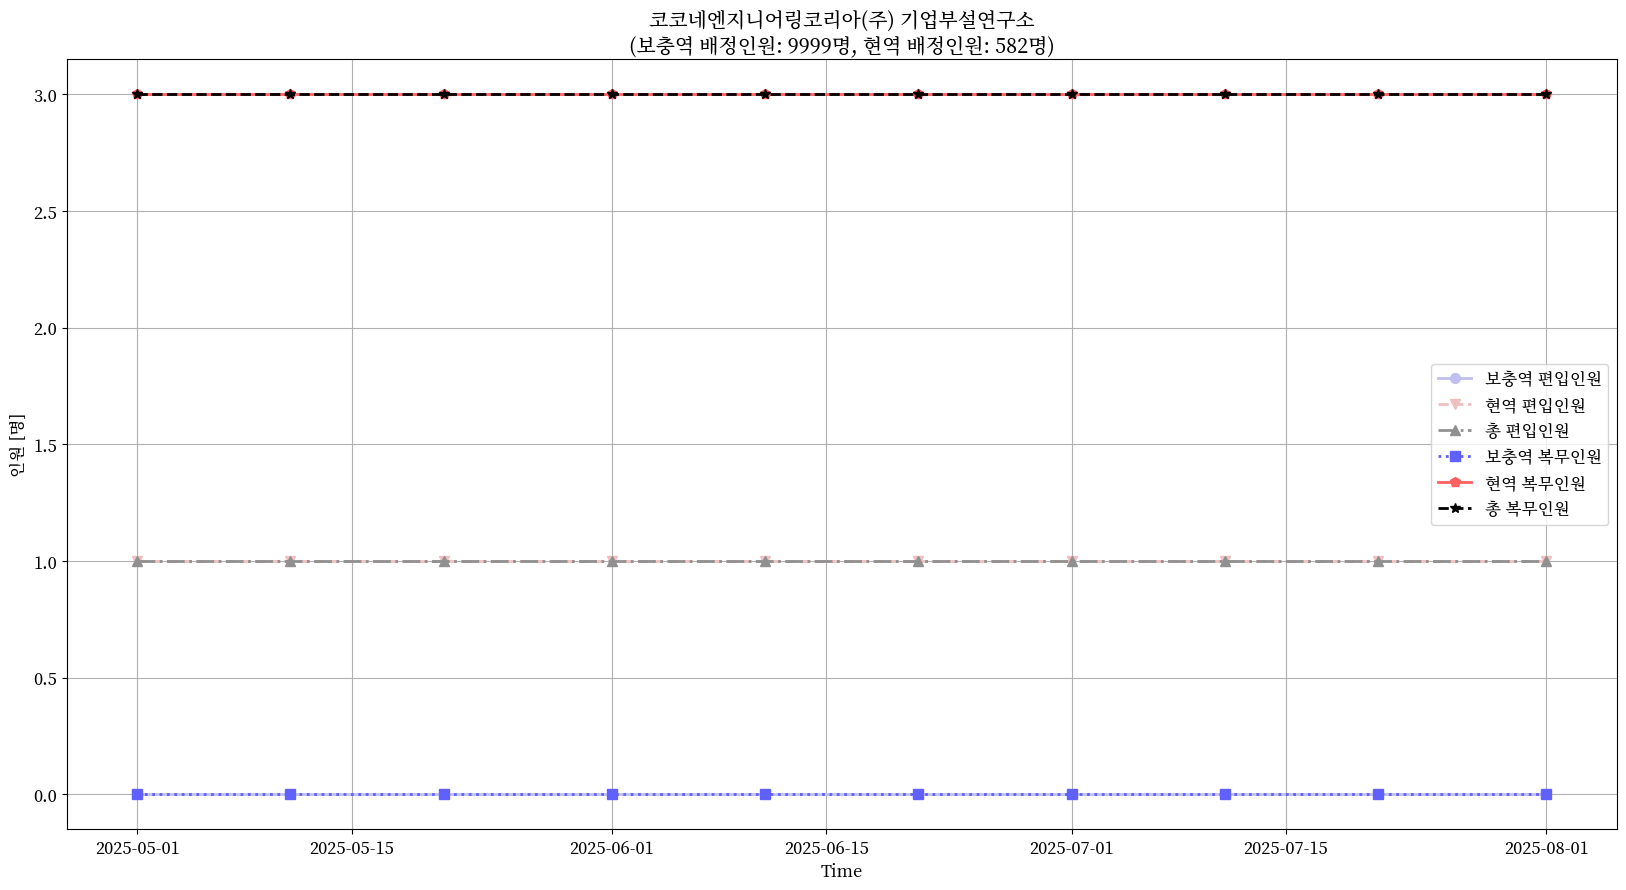 코코네엔지니어링코리아(주) 기업부설연구소
(보충역 배정인원: 9999명, 현역 배정인원: 582명)
3.0
2.5
2.0
1.5
1.0
0.5
0.0
인원 [명]
보충역 편입인원
현역 편입인원
총 편입인원
보충역 복무인원
현역 복무인원
총 복무인원
2025-05-01 2025-05-15 2025-06-01 2025-06-15 2025-07-01 2025-07-15 2025-08-01
Time